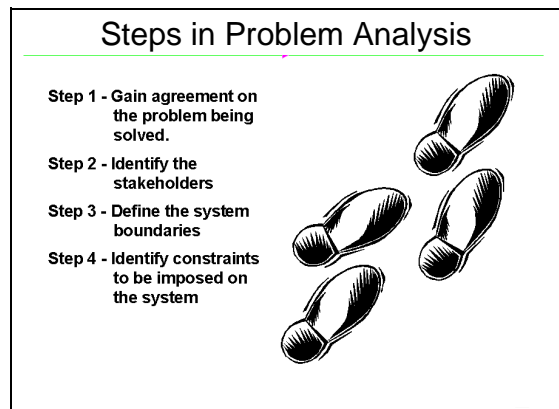 Steps in Problem Analysis
Step 1 - Gain agreement on
the problem being
solved.
Step 2 - Identify the
stakeholders
Step 3 - Define the system
boundaries
Step 4 - Identify constraints
to be imposed on
the system